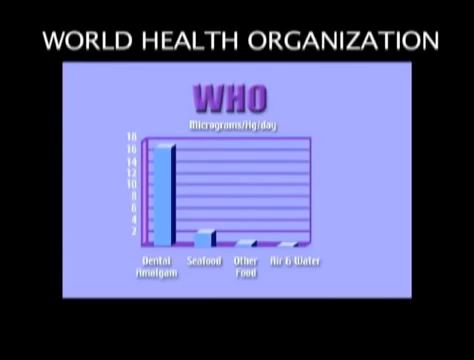 WORLD HEALTH ORGANIZATION
WHO
Micrograms/Hg/day
18
16
14
12
10
8
6
4
2
Dental Amalgam
Seafood
Other Food
Air & Water